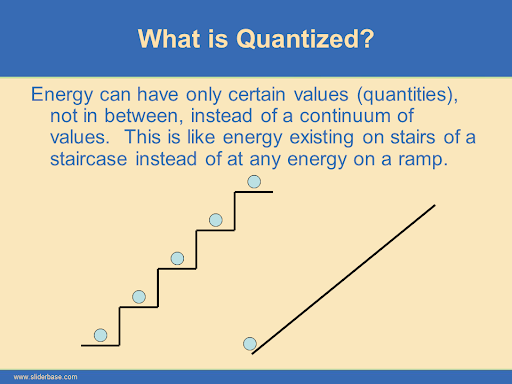 What is Quantized?
Energy can have only certain values (quantities),
not in between, instead of a continuum of
values. This is like energy existing on stairs of a
staircase instead of at any energy on a ramp.
www.sliderbase.com